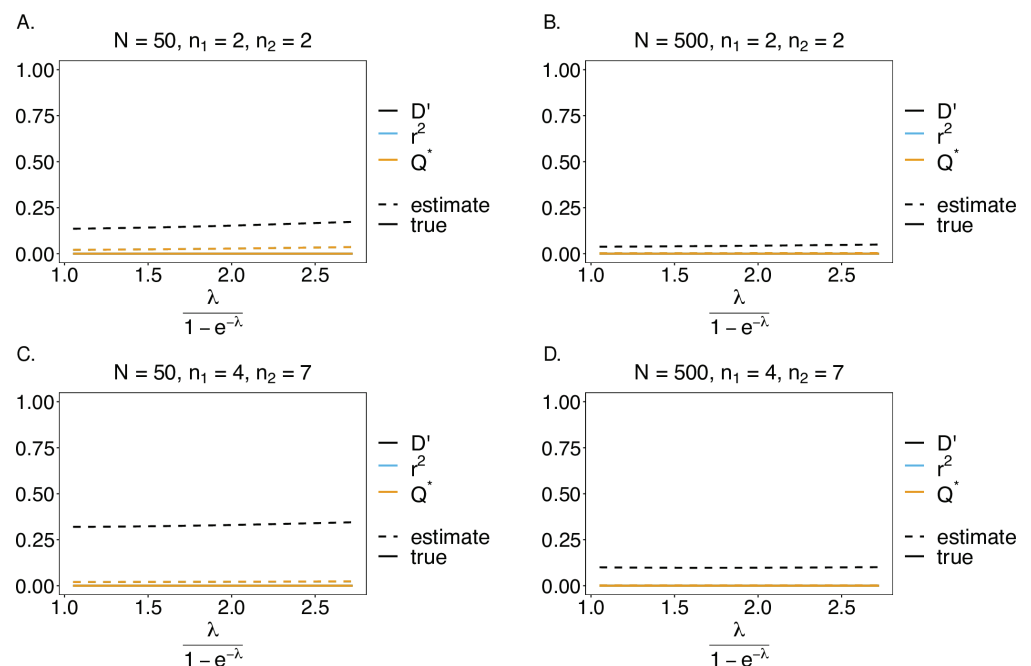 A.
N = 50, n₁ = 2, n₂ = 2
1.00
0.75
0.50
0.25
0.00
1.0 1.5 2.0 2.5
λ
1 − e^−λ
D'
r²
Q*
estimate
true
B.
N = 500, n₁ = 2, n₂ = 2
1.00
0.75
0.50
0.25
0.00
1.0 1.5 2.0 2.5
λ
1 − e^−λ
D'
r²
Q*
estimate
true
C.
N = 50, n₁ = 4, n₂ = 7
1.00
0.75
0.50
0.25
0.00
1.0 1.5 2.0 2.5
λ
1 − e^−λ
D'
r²
Q*
estimate
true
D.
N = 500, n₁ = 4, n₂ = 7
1.00
0.75
0.50
0.25
0.00
1.0 1.5 2.0 2.5
λ
1 − e^−λ
D'
r²
Q*
estimate
true